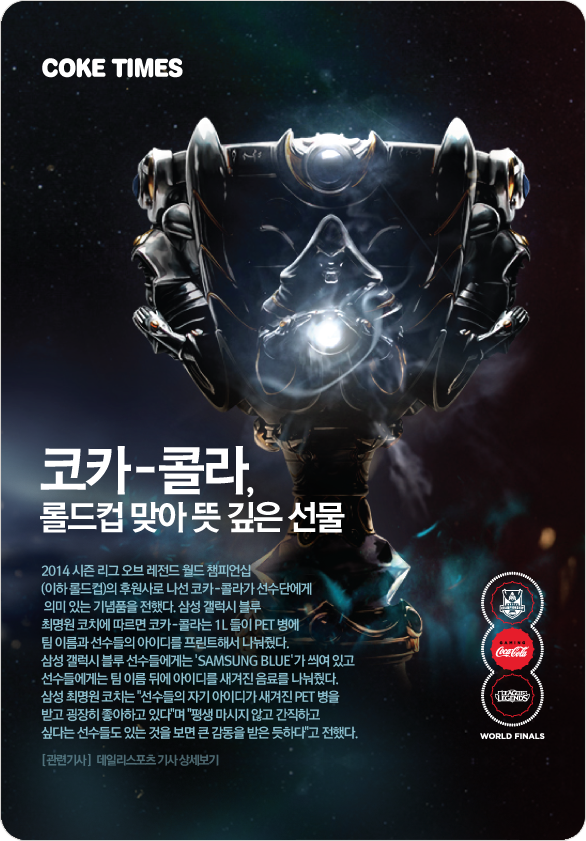 COKE TIMES
코카-콜라,
롤드컵 맞아 뜻 깊은 선물
2014 시즌 리그 오브 레전드 월드 챔피언십
(이하 롤드컵)의 후원사로 나선 코카-콜라가 선수단에게
의미 있는 기념품을 전했다. 삼성 갤럭시 블루
최명원 코치에 따르면 코카-콜라는 1L 들이 PET 병에
팀 이름과 선수들의 아이디를 프린트해서 나눠줬다.
삼성 갤럭시 블루 선수들에게는 'SAMSUNG BLUE'가 씌여 있고
선수들에게는 팀 이름 뒤에 아이디를 새겨진 음료를 나눠줬다.
삼성 최명원 코치는 "선수들의 자기 아이디가 새겨진 PET 병을
받고 굉장히 좋아하고 있다"며 "평생 마시지 않고 간직하고
싶다는 선수들도 있는 것을 보면 큰 감동을 받은 듯하다"고 전했다.
[관련기사] 데일리스포츠 기사 상세보기
GAMING
Coca-Cola
LEAGUE
LEGENDS
WORLD FINALS